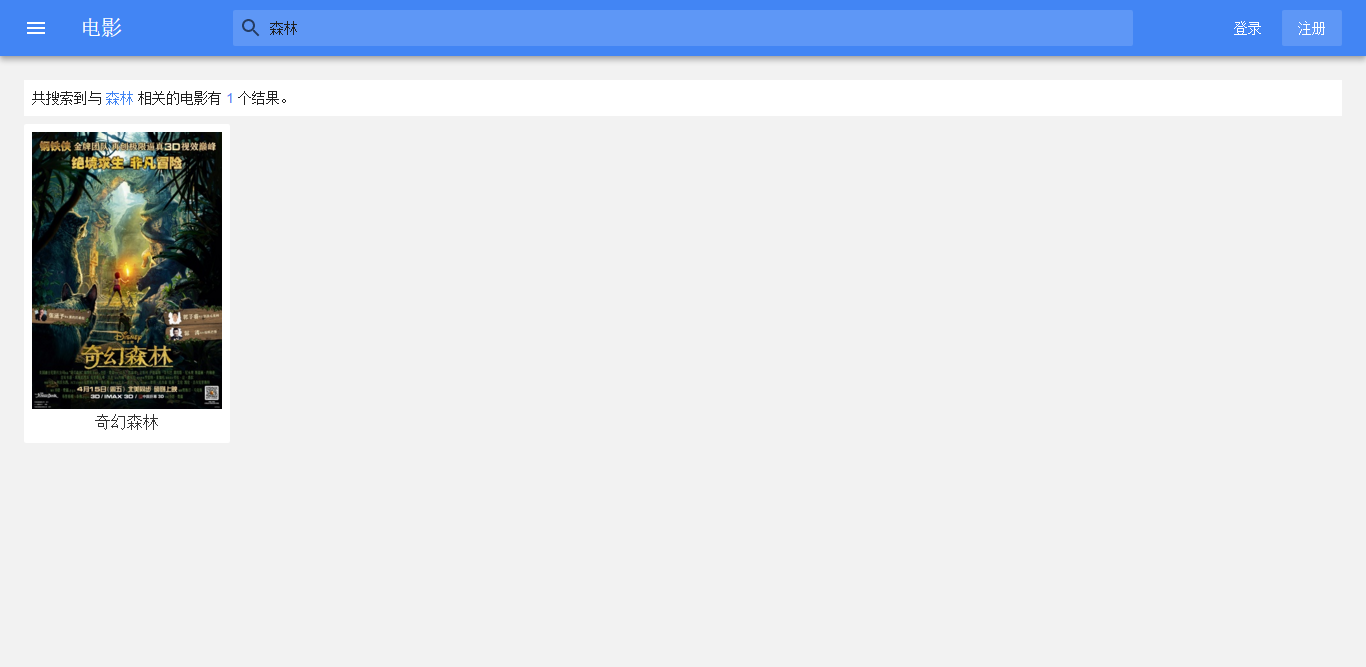 电影
森林
登录
注册
共搜索到与 森林 相关的电影有 1 个结果。
钢铁侠 金牌团队 再创极限逼真3D视效巅峰
绝境求生 非凡冒险
Disney
奇幻森林
4月15日(周五) 北美同步 萌剧上映
3D / IMAX 3D /
奇幻森林